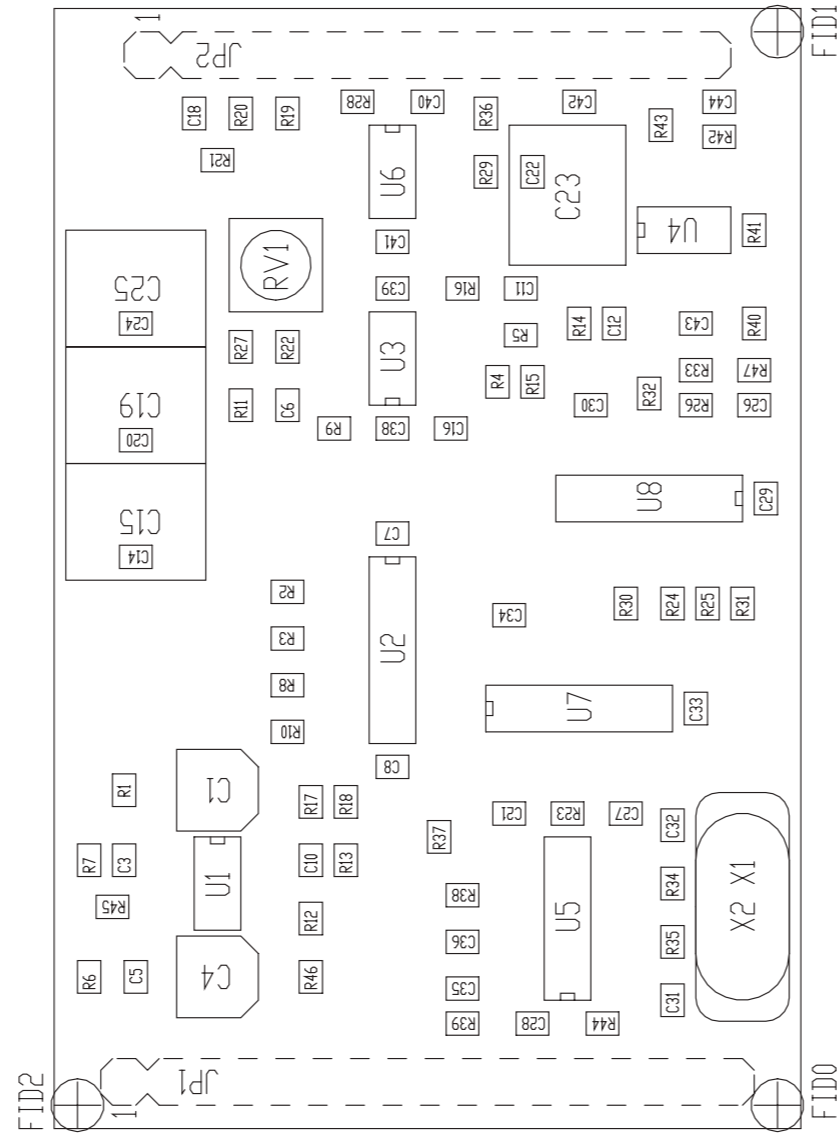 1
FID1
JP2
R28
C40
C42
C44
C18
R20
R19
R36
R43
R42
R21
U6
R29
C22
C23
U4
R41
C41
RV1
C25
C39
R16
C11
C24
R14
C12
C43
R40
R27
R22
U3
R5
R33
R47
R4
R15
R32
C19
R11
C6
C30
R26
C26
C20
R9
C38
C16
U8
C29
C15
C7
C14
R2
R30
R24
R25
R31
C34
R3
U2
R8
U7
C33
R10
C8
R1
C1
R17
R18
C21
R23
C27
C32
R37
R7
C3
C10
R13
U1
R34
X2 X1
R38
R45
R12
U5
C36
R35
R6
C5
C4
R46
C35
C31
R39
C28
R44
JP1
FID2
1
FID0